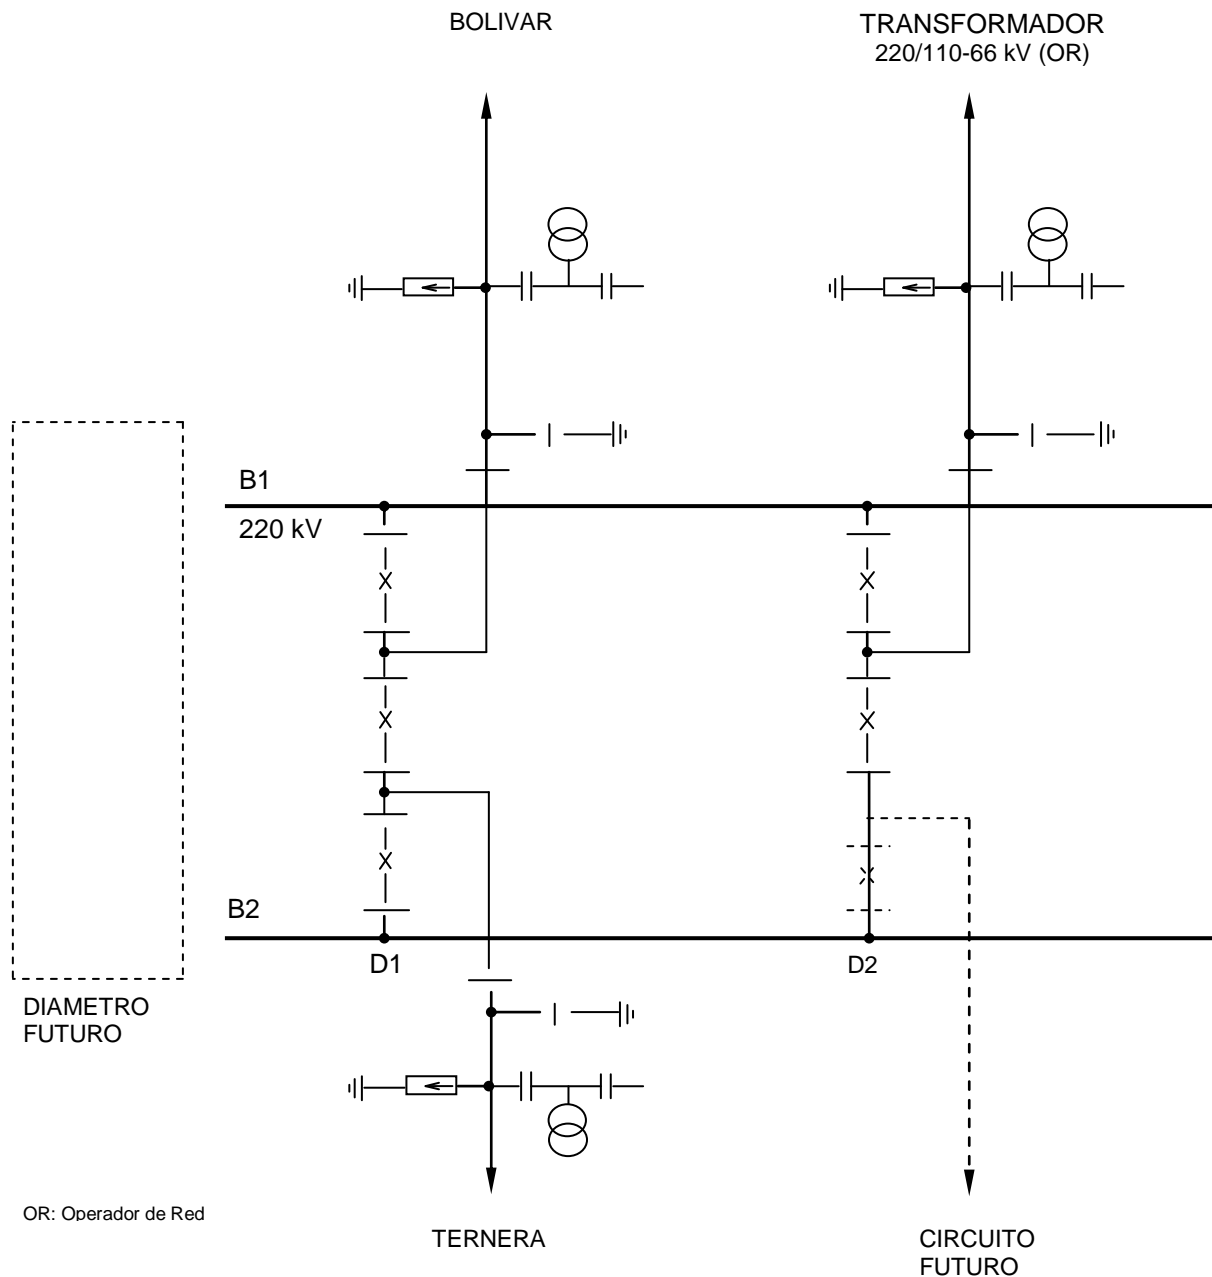 BOLIVAR
TRANSFORMADOR
220/110-66 kV (OR)
B1
220 kV
B2
D1
D2
DIAMETRO
FUTURO
OR: Operador de Red
TERNERA
CIRCUITO
FUTURO